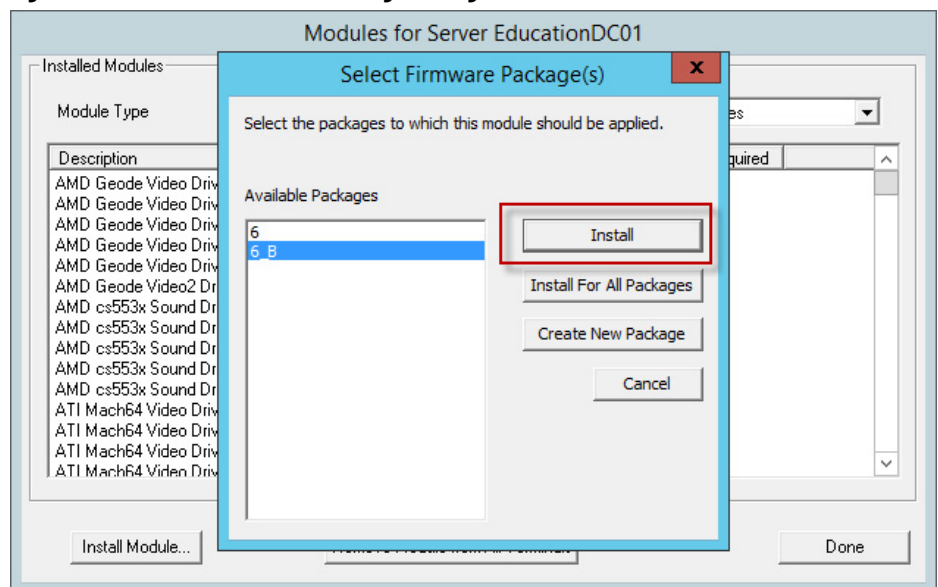 Modules for Server EducationDC01
Installed Modules
Select Firmware Package(s)
x
Module Type
es
Select the packages to which this module should be applied.
Description
quired
AMD Geode Video Driv
AMD Geode Video Driv
AMD Geode Video Driv
AMD Geode Video Driv
AMD Geode Video Driv
AMD Geode Video2 Dr
AMD cs553x Sound Dr
AMD cs553x Sound Dr
AMD cs553x Sound Dr
AMD cs553x Sound Dr
AMD cs553x Sound Dr
ATI Mach64 Video Driv
ATI Mach64 Video Driv
ATI Mach64 Video Driv
ATI Mach64 Video Driv
Available Packages
6
6_B
Install
Install For All Packages
Create New Package
Cancel
Install Module...
Done